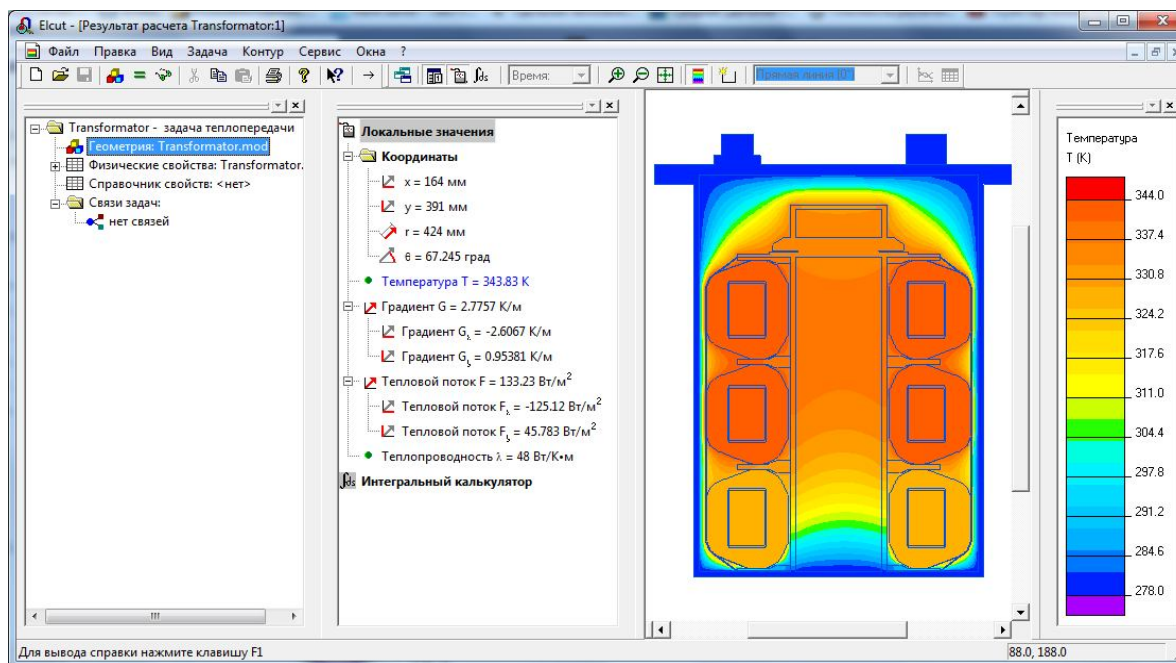 Elcut - [Результат расчета Transformator:1]
Файл Правка Вид Задача Контур Сервис Окна ?
Время:
Прямая линия (0°)
Transformator - задача теплопередачи
Геометрия: Transformator.mod
Физические свойства: Transformator.
Справочник свойств: <нет>
Связи задач:
нет связей
Локальные значения
Координаты
x = 164 мм
y = 391 мм
r = 424 мм
θ = 67.245 град
Температура T = 343.83 К
Градиент G = 2.7757 К/м
Градиент Gλ = -2.6067 К/м
Градиент Gζ = 0.95381 К/м
Тепловой поток F = 133.23 Вт/м²
Тепловой поток Fλ = -125.12 Вт/м²
Тепловой поток Fζ = 45.783 Вт/м²
Теплопроводность λ = 48 Вт/К•м
Интегральный калькулятор
Температура
T (K)
344.0
337.4
330.8
324.2
317.6
311.0
304.4
297.8
291.2
284.6
278.0
Для вывода справки нажмите клавишу F1
88.0, 188.0